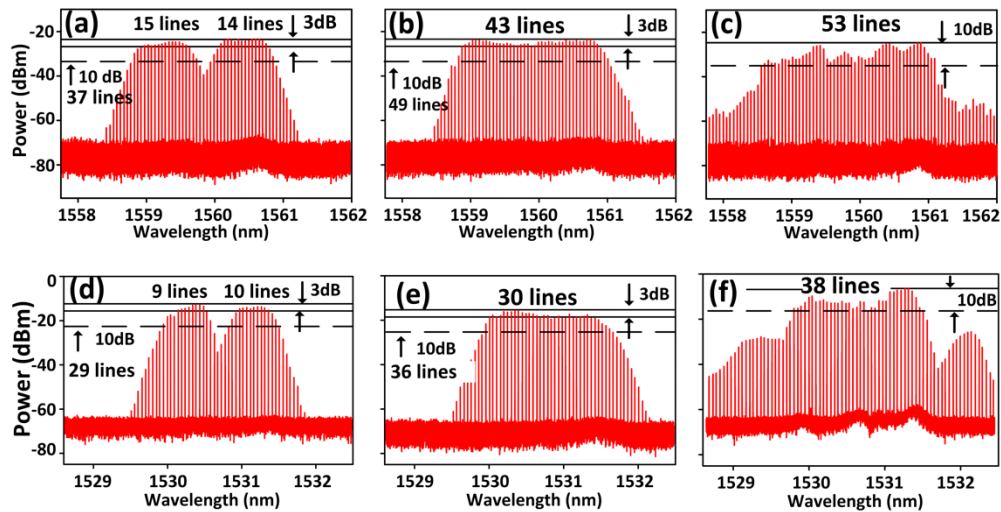 (a)
15 lines
14 lines
3dB
10 dB
37 lines
-20
-40
-60
-80
Power (dBm)
1558
1559
1560
1561
1562
Wavelength (nm)
(b)
43 lines
3dB
10dB
49 lines
1558
1559
1560
1561
1562
Wavelength (nm)
(c)
53 lines
10dB
1558
1559
1560
1561
1562
Wavelength (nm)
(d)
9 lines
10 lines
3dB
10dB
29 lines
0
-20
-40
-60
-80
Power (dBm)
1529
1530
1531
1532
Wavelength (nm)
(e)
30 lines
3dB
10dB
36 lines
1529
1530
1531
1532
Wavelength (nm)
(f)
38 lines
10dB
1529
1530
1531
1532
Wavelength (nm)